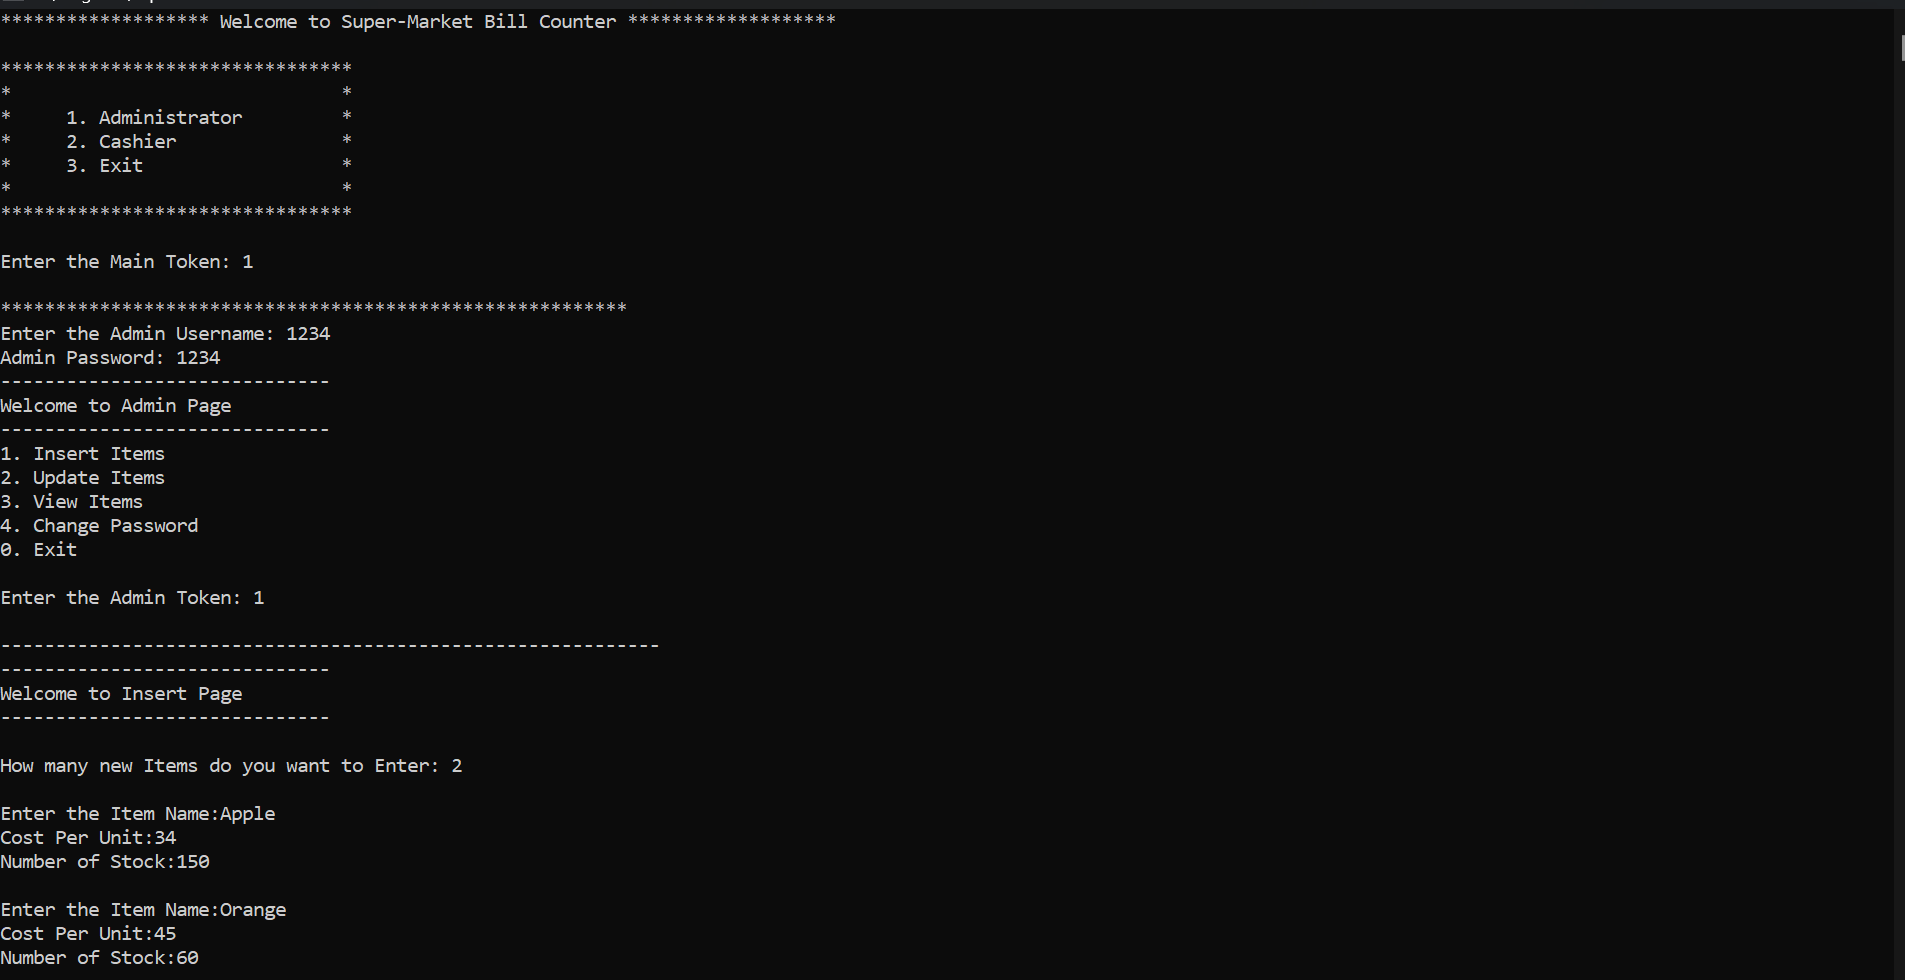 ******************* Welcome to Super-Market Bill Counter *******************
********************************
*                              *
*     1. Administrator         *
*     2. Cashier               *
*     3. Exit                  *
*                              *
********************************
Enter the Main Token: 1
*********************************************************
Enter the Admin Username: 1234
Admin Password: 1234
------------------------------
Welcome to Admin Page
------------------------------
1. Insert Items
2. Update Items
3. View Items
4. Change Password
0. Exit
Enter the Admin Token: 1
------------------------------------------------------------
------------------------------
Welcome to Insert Page
------------------------------
How many new Items do you want to Enter: 2
Enter the Item Name:Apple
Cost Per Unit:34
Number of Stock:150
Enter the Item Name:Orange
Cost Per Unit:45
Number of Stock:60